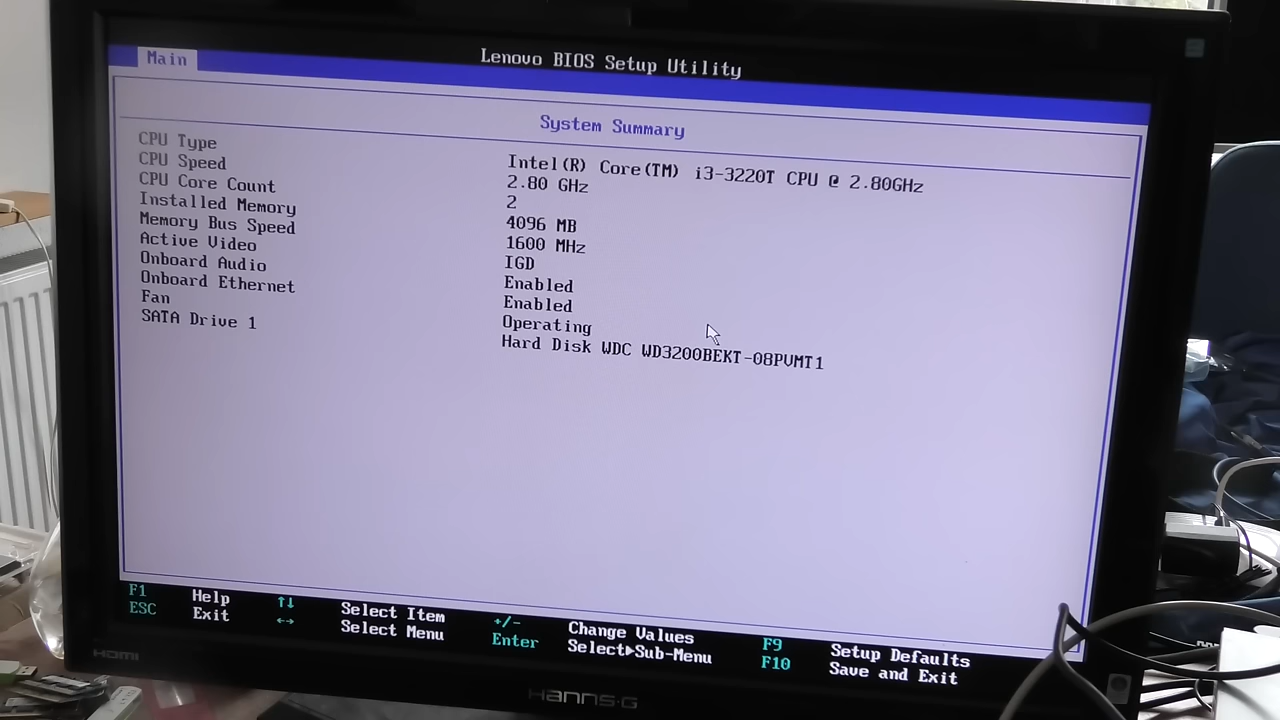 Lenovo BIOS Setup Utility
Main
System Summary
CPU Type Intel(R) Core(TM) i3-3220T CPU @ 2.80GHz
CPU Speed 2.80 GHz
CPU Core Count 2
Installed Memory 4096 MB
Memory Bus Speed 1600 MHz
Active Video IGD
Onboard Audio Enabled
Onboard Ethernet Enabled
Fan Operating
SATA Drive 1 Hard Disk WDC WD3200BEKT-08PVMT1
F1 Help ↑↓ Select Item +/- Change Values F9 Setup Defaults
ESC Exit ↔ Select Menu Enter Select▶Sub-Menu F10 Save and Exit
HDMI
HANNS·G